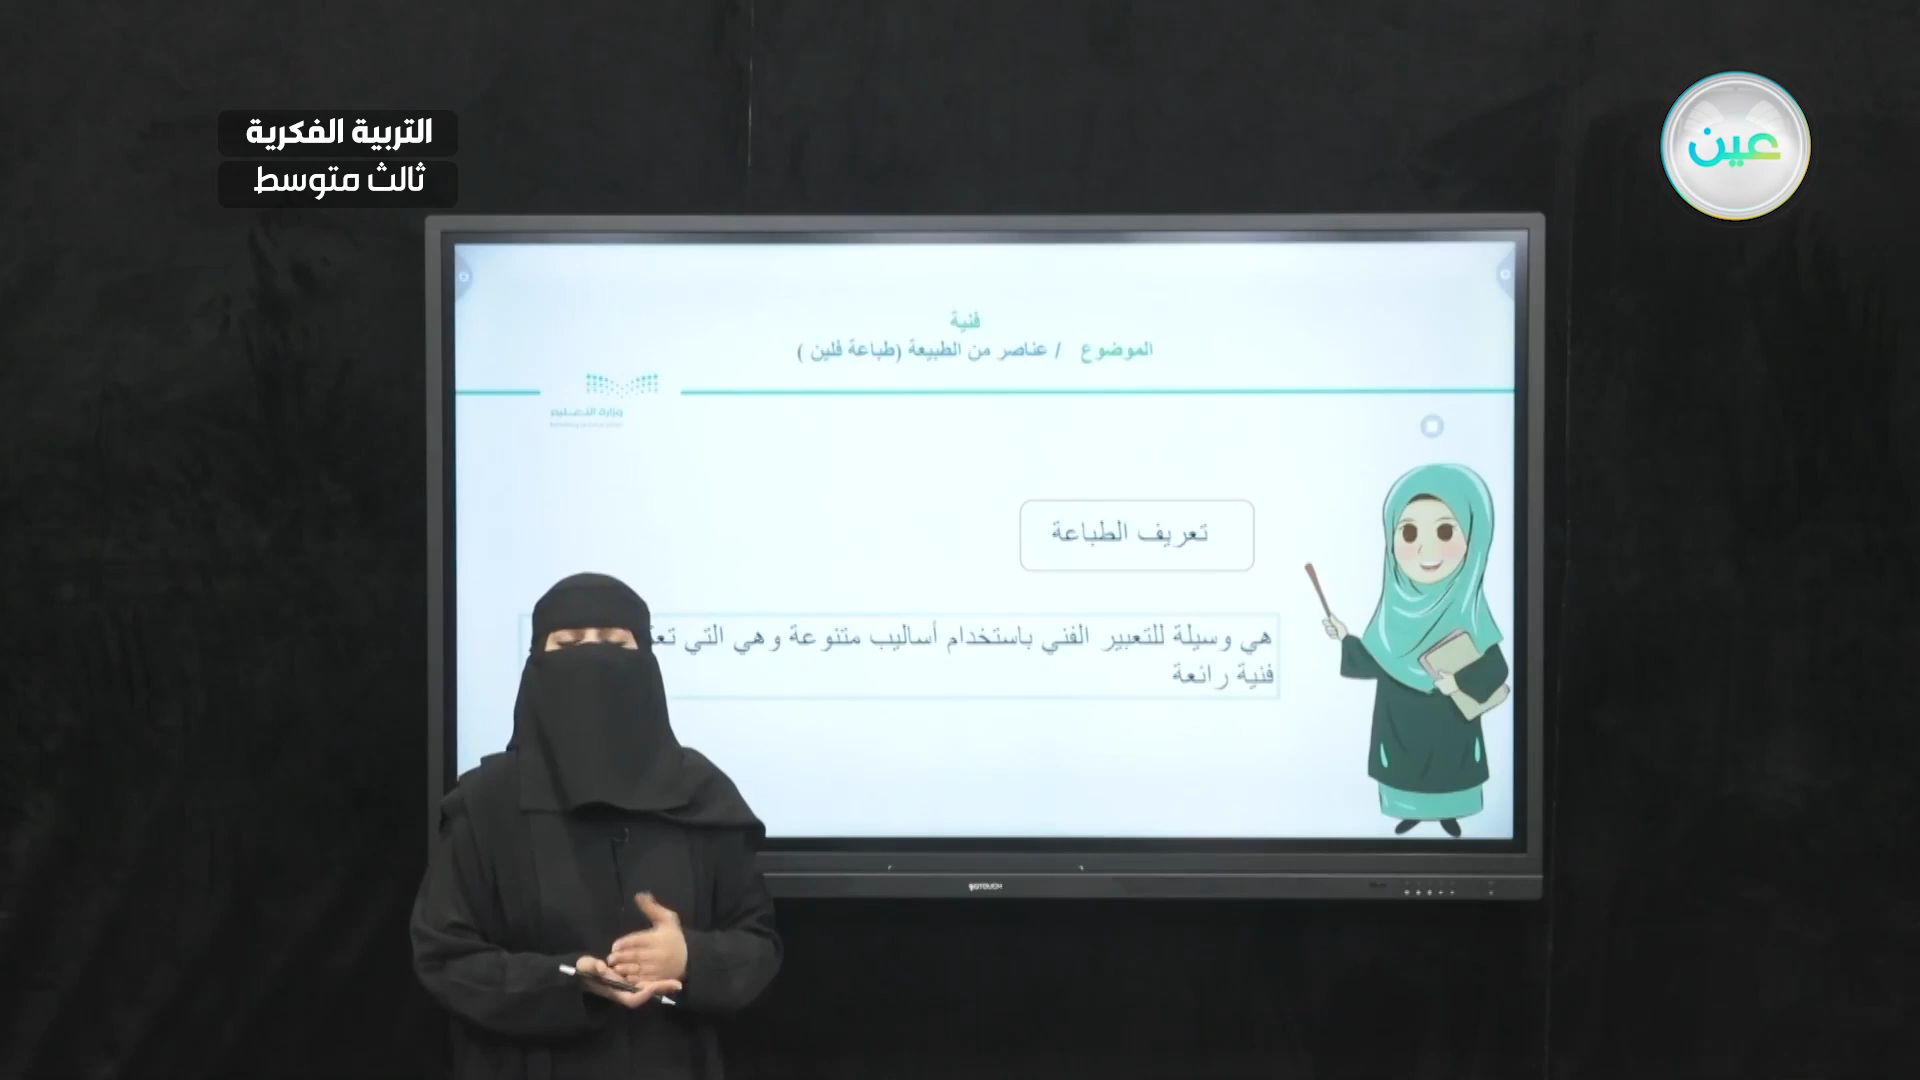 التربية الفكرية
ثالث متوسط
عين
فنية
الموضوع / عناصر من الطبيعة (طباعة فلين )
وزارة التعليم
تعريف الطباعة
هي وسيلة للتعبير الفني باستخدام أساليب متنوعة وهي التي
فنية رائعة